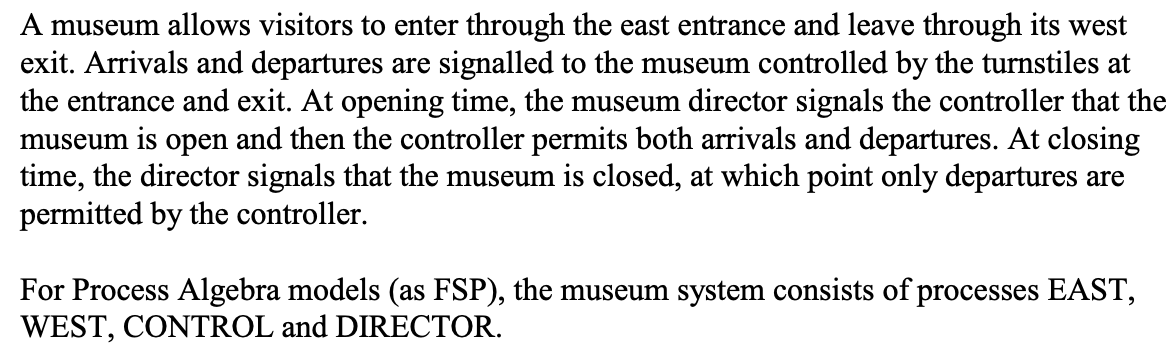 A museum allows visitors to enter through the east entrance and leave through its west
exit. Arrivals and departures are signalled to the museum controlled by the turnstiles at
the entrance and exit. At opening time, the museum director signals the controller that the
museum is open and then the controller permits both arrivals and departures. At closing
time, the director signals that the museum is closed, at which point only departures are
permitted by the controller.
For Process Algebra models (as FSP), the museum system consists of processes EAST,
WEST, CONTROL and DIRECTOR.